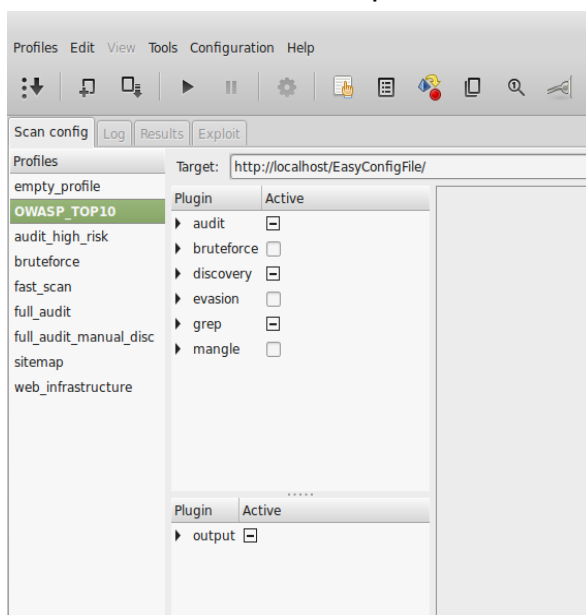 Profiles Edit View Tools Configuration Help
Scan config Log Results Exploit
Profiles
empty_profile
OWASP_TOP10
audit_high_risk
bruteforce
fast_scan
full_audit
full_audit_manual_disc
sitemap
web_infrastructure
Target: http://localhost/EasyConfigFile/
Plugin Active
audit
bruteforce
discovery
evasion
grep
mangle
Plugin Active
output